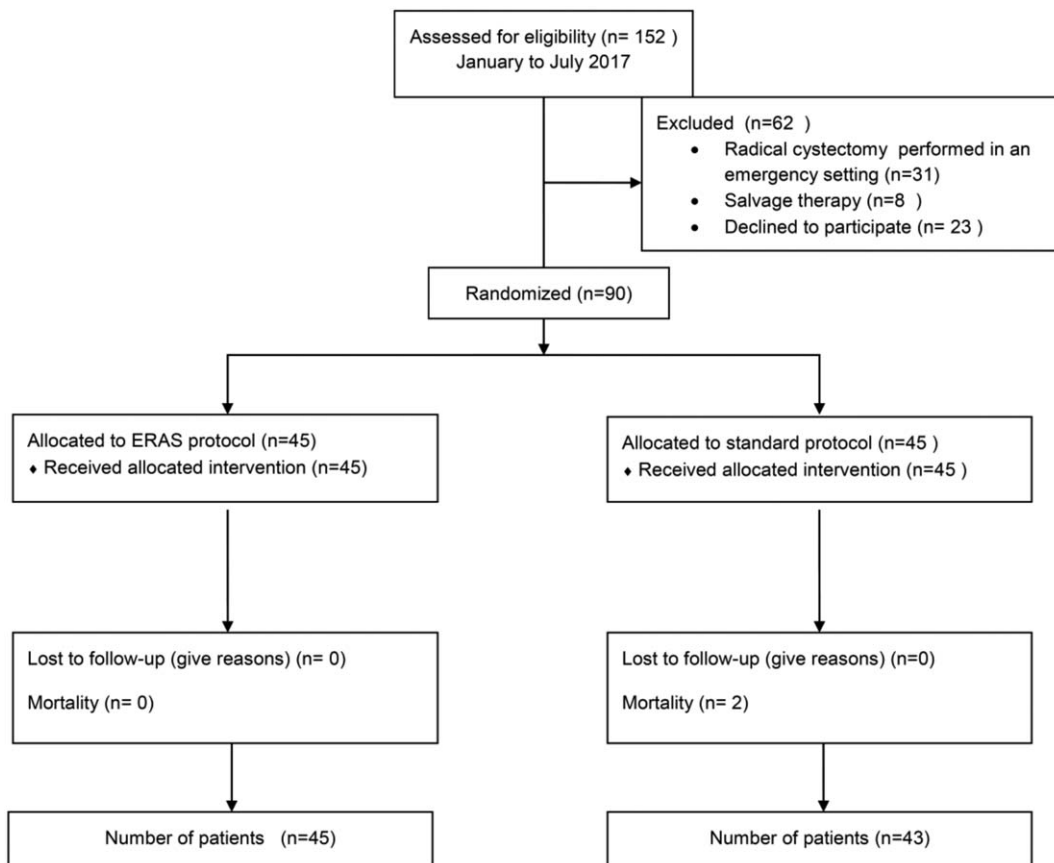 Assessed for eligibility (n= 152 )
January to July 2017
Excluded (n=62 )
• Radical cystectomy performed in an
emergency setting (n=31)
• Salvage therapy (n=8 )
• Declined to participate (n= 23 )
Randomized (n=90)
Allocated to ERAS protocol (n=45)
♦ Received allocated intervention (n=45)
Allocated to standard protocol (n=45 )
♦ Received allocated intervention (n=45 )
Lost to follow-up (give reasons) (n= 0)
Mortality (n= 0)
Lost to follow-up (give reasons) (n=0)
Mortality (n= 2)
Number of patients (n=45)
Number of patients (n=43)